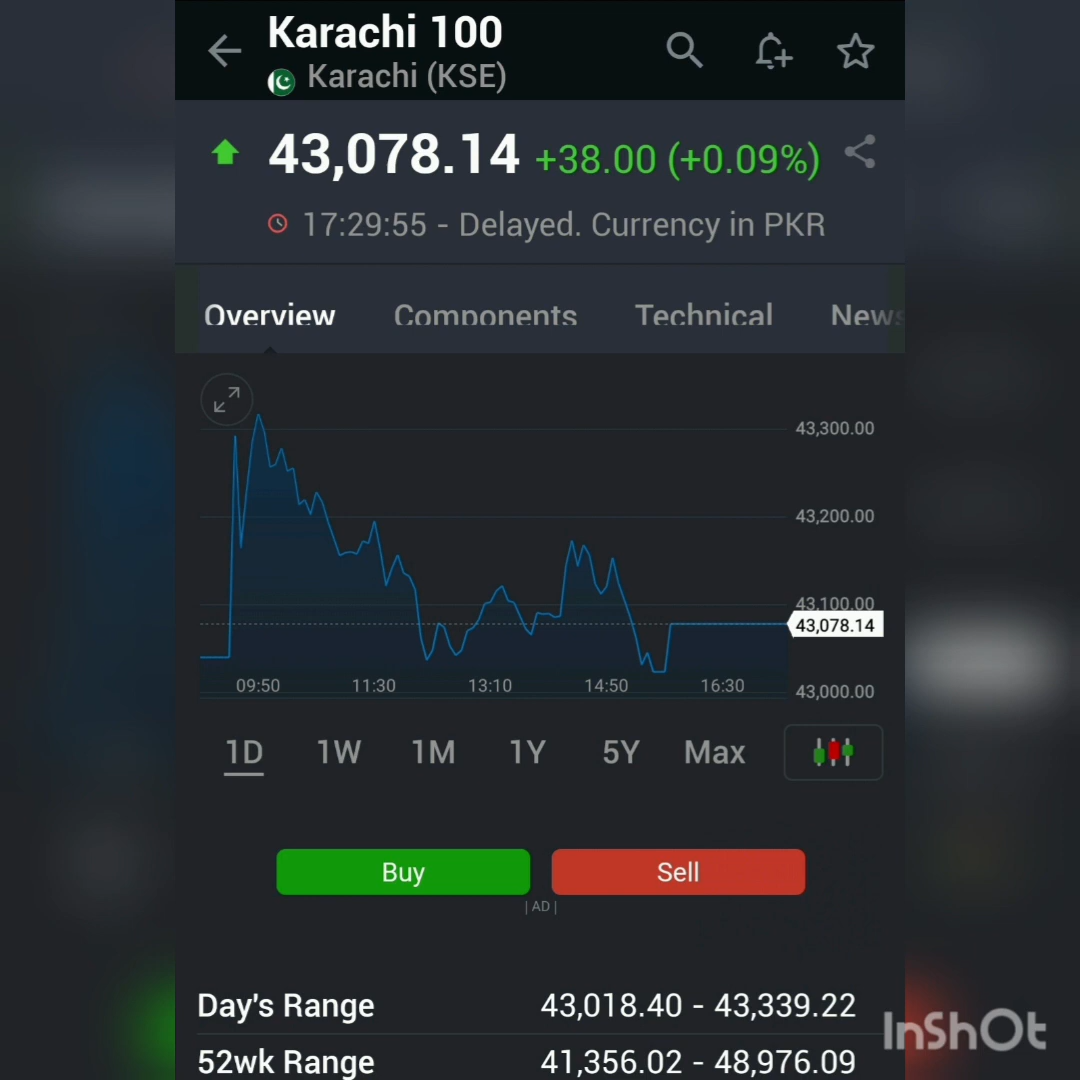 Karachi 100
Karachi (KSE)
43,078.14 +38.00 (+0.09%)
17:29:55 - Delayed. Currency in PKR
Overview Components Technical News
43,300.00
43,200.00
43,100.00
43,078.14
09:50 11:30 13:10 14:50 16:30
43,000.00
1D 1W 1M 1Y 5Y Max
Buy Sell
| AD |
Day's Range 43,018.40 - 43,339.22
InShOt
52wk Range 41,356.02 - 48,976.09